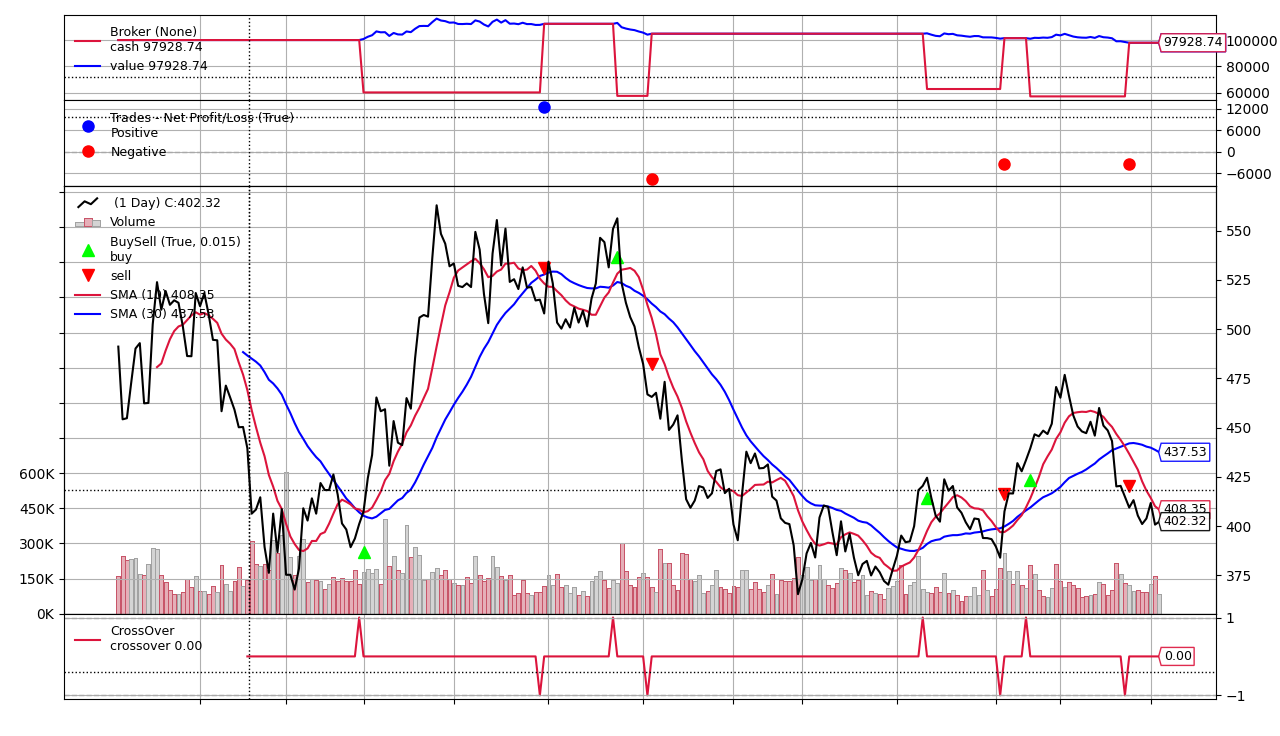 Broker (None)
cash 97928.74
value 97928.74
97928.74
100000
80000
60000
Trades - Net Profit/Loss (True)
Positive
Negative
12000
6000
0
−6000
(1 Day) C:402.32
Volume
BuySell (True, 0.015)
buy
sell
SMA (10) 408.35
SMA (30) 437.53
550
525
500
475
450
425
400
375
437.53
408.35
402.32
600K
450K
300K
150K
0K
CrossOver
crossover 0.00
0.00
1
−1